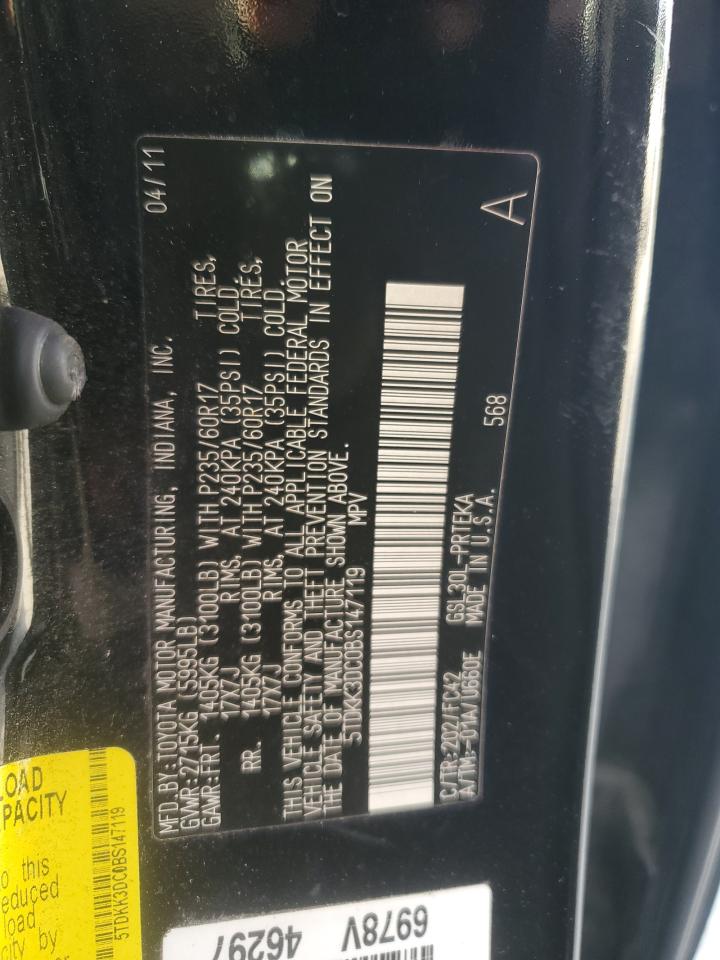 MFD.BY:TOYOTA MOTOR MANUFACTURING, INDIANA, INC. 04/11
GVWR:2715KG (5995LB)
GAWR:FRT. 1405KG (3100LB) WITH P235/60R17 TIRES,
17X7J RIMS, AT 240KPA (35PSI) COLD.
RR. 1405KG (3100LB) WITH P235/60R17 TIRES,
17X7J RIMS, AT 240KPA (35PSI) COLD.
THIS VEHICLE CONFORMS TO ALL APPLICABLE FEDERAL MOTOR
VEHICLE SAFETY AND THEFT PREVENTION STANDARDS IN EFFECT ON
THE DATE OF MANUFACTURE SHOWN ABOVE.
5TDKK3DC0BS147119 MPV
C/TR:202/FC42 GSL30L-PRTEKA 568 A
A/TM-01A/U660E MADE IN U.S.A.
LOAD
CAPACITY
to this
reduced
load
city by
5TDKK3DC0BS147119
6978V
46297